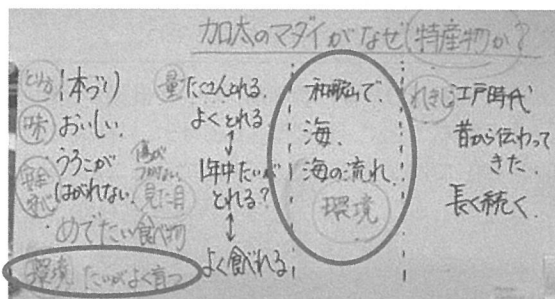 加太のマダイがなぜ特産物か?
とり方 1本づり
味 おいしい.
うろこが
はがれない.
傷が
つかない.
見た目
・めでたい食べ物
環境 たいがよく育つ
量 たくさんとれる.
よくとれる
1年中たいが
とれる?
よく食べれる
和歌山で.
海.
海の流れ.
環境
れきし 江戸時代
昔から伝わって
きた.
長く続く.